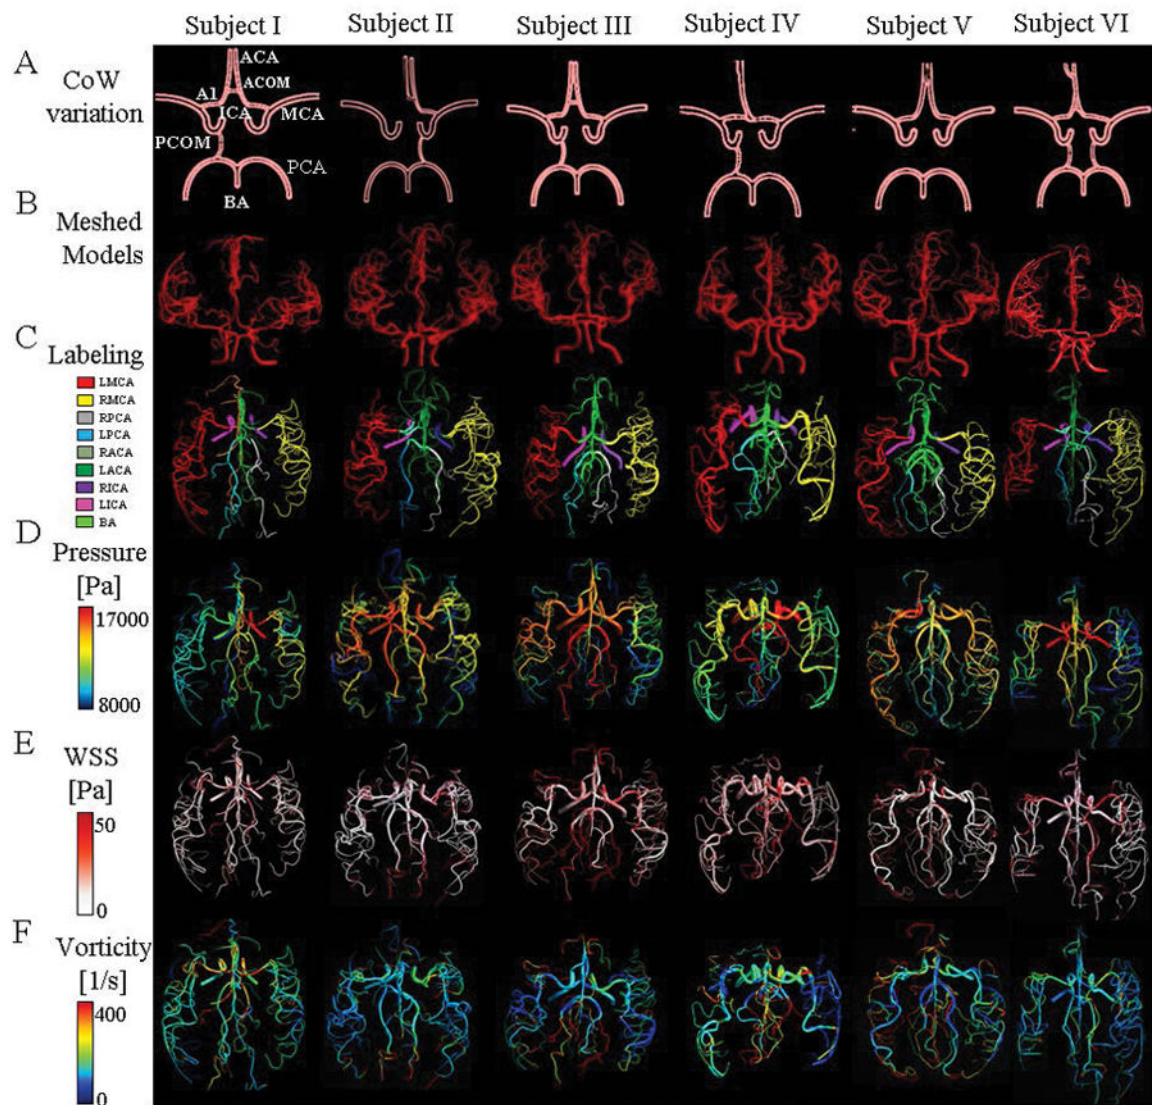 Subject I Subject II Subject III Subject IV Subject V Subject VI
A
CoW
variation
ACA
ACOM
A1
ICA
MCA
PCOM
PCA
BA
B
Meshed
Models
C
Labeling
LMCA
RMCA
RPCA
LPCA
RACA
LACA
RICA
LICA
BA
D
Pressure
[Pa]
17000
8000
E
WSS
[Pa]
50
0
F
Vorticity
[1/s]
400
0